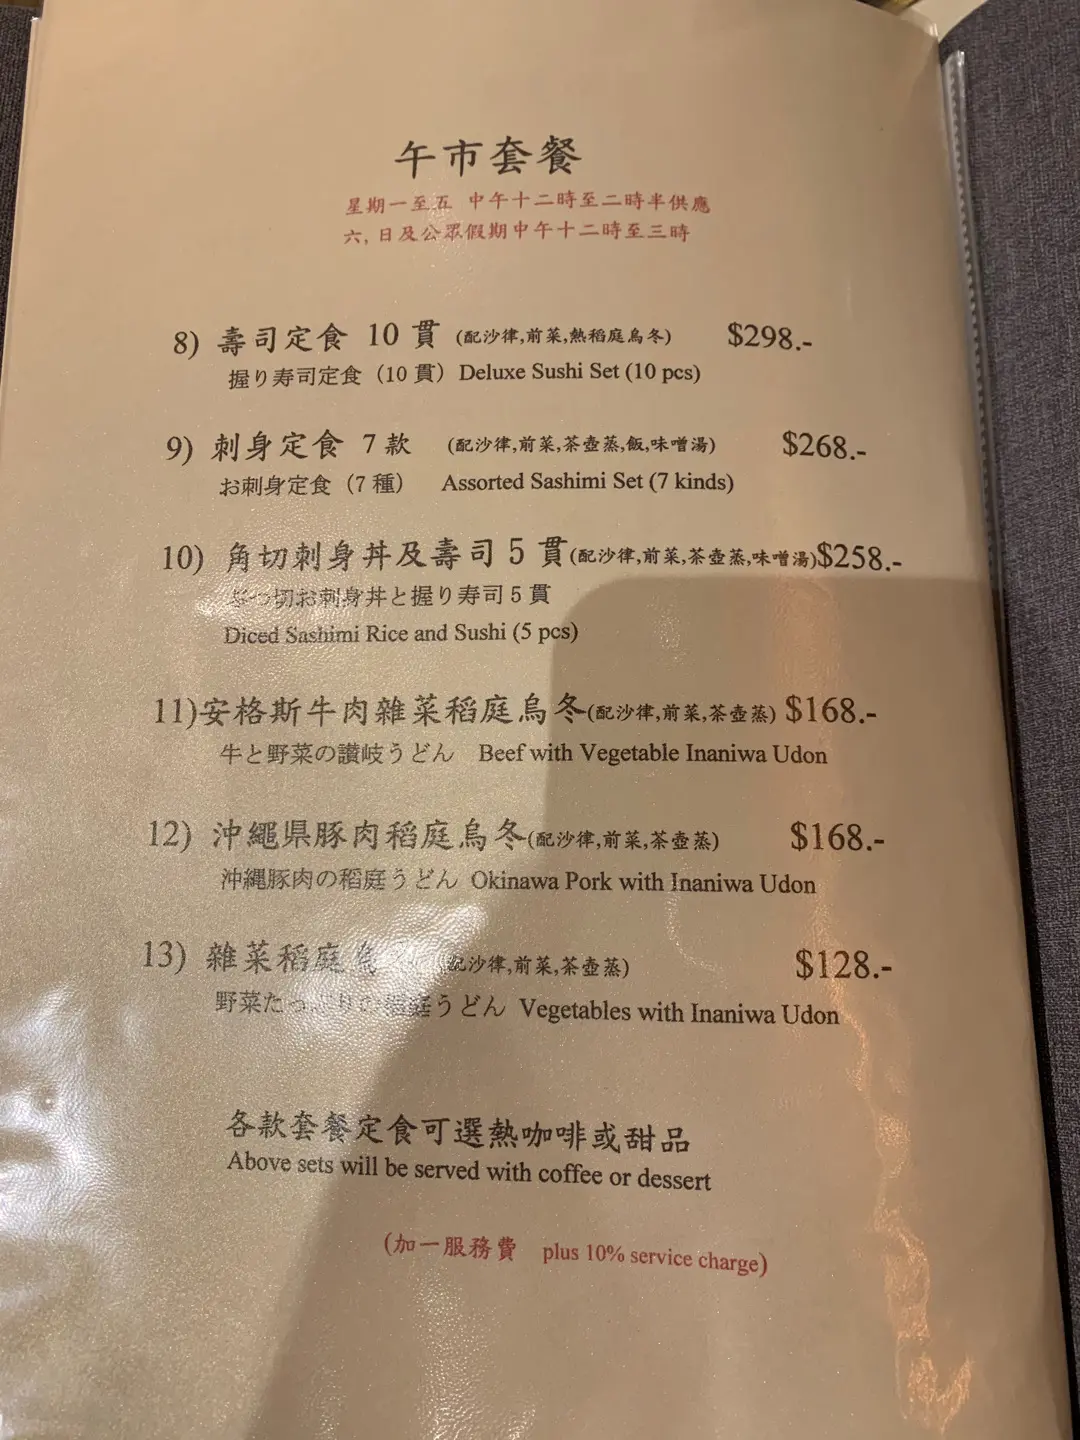 午市套餐
星期一至五 中午十二時至二時半供應
六, 日及公眾假期中午十二時至三時
8) 壽司定食 10 貫 (配沙律,前菜,熱稻庭烏冬) $298.-
握り寿司定食（10 貫）Deluxe Sushi Set (10 pcs)
9) 刺身定食 7 款 (配沙律,前菜,茶壺蒸,飯,味噌湯) $268.-
お刺身定食（7 種） Assorted Sashimi Set (7 kinds)
10) 角切刺身丼及壽司 5 貫(配沙律,前菜,茶壺蒸,味噌湯)$258.-
ぶつ切お刺身丼と握り寿司 5 貫
Diced Sashimi Rice and Sushi (5 pcs)
11)安格斯牛肉雜菜稻庭烏冬(配沙律,前菜,茶壺蒸) $168.-
牛と野菜の讃岐うどん Beef with Vegetable Inaniwa Udon
12) 沖繩県豚肉稻庭烏冬(配沙律,前菜,茶壺蒸) $168.-
沖縄豚肉の稲庭うどん Okinawa Pork with Inaniwa Udon
13) 雜菜稻庭 (配沙律,前菜,茶壺蒸) $128.-
野菜たっぷりの稲庭うどん Vegetables with Inaniwa Udon
各款套餐定食可選熱咖啡或甜品
Above sets will be served with coffee or dessert
(加一服務費 plus 10% service charge)